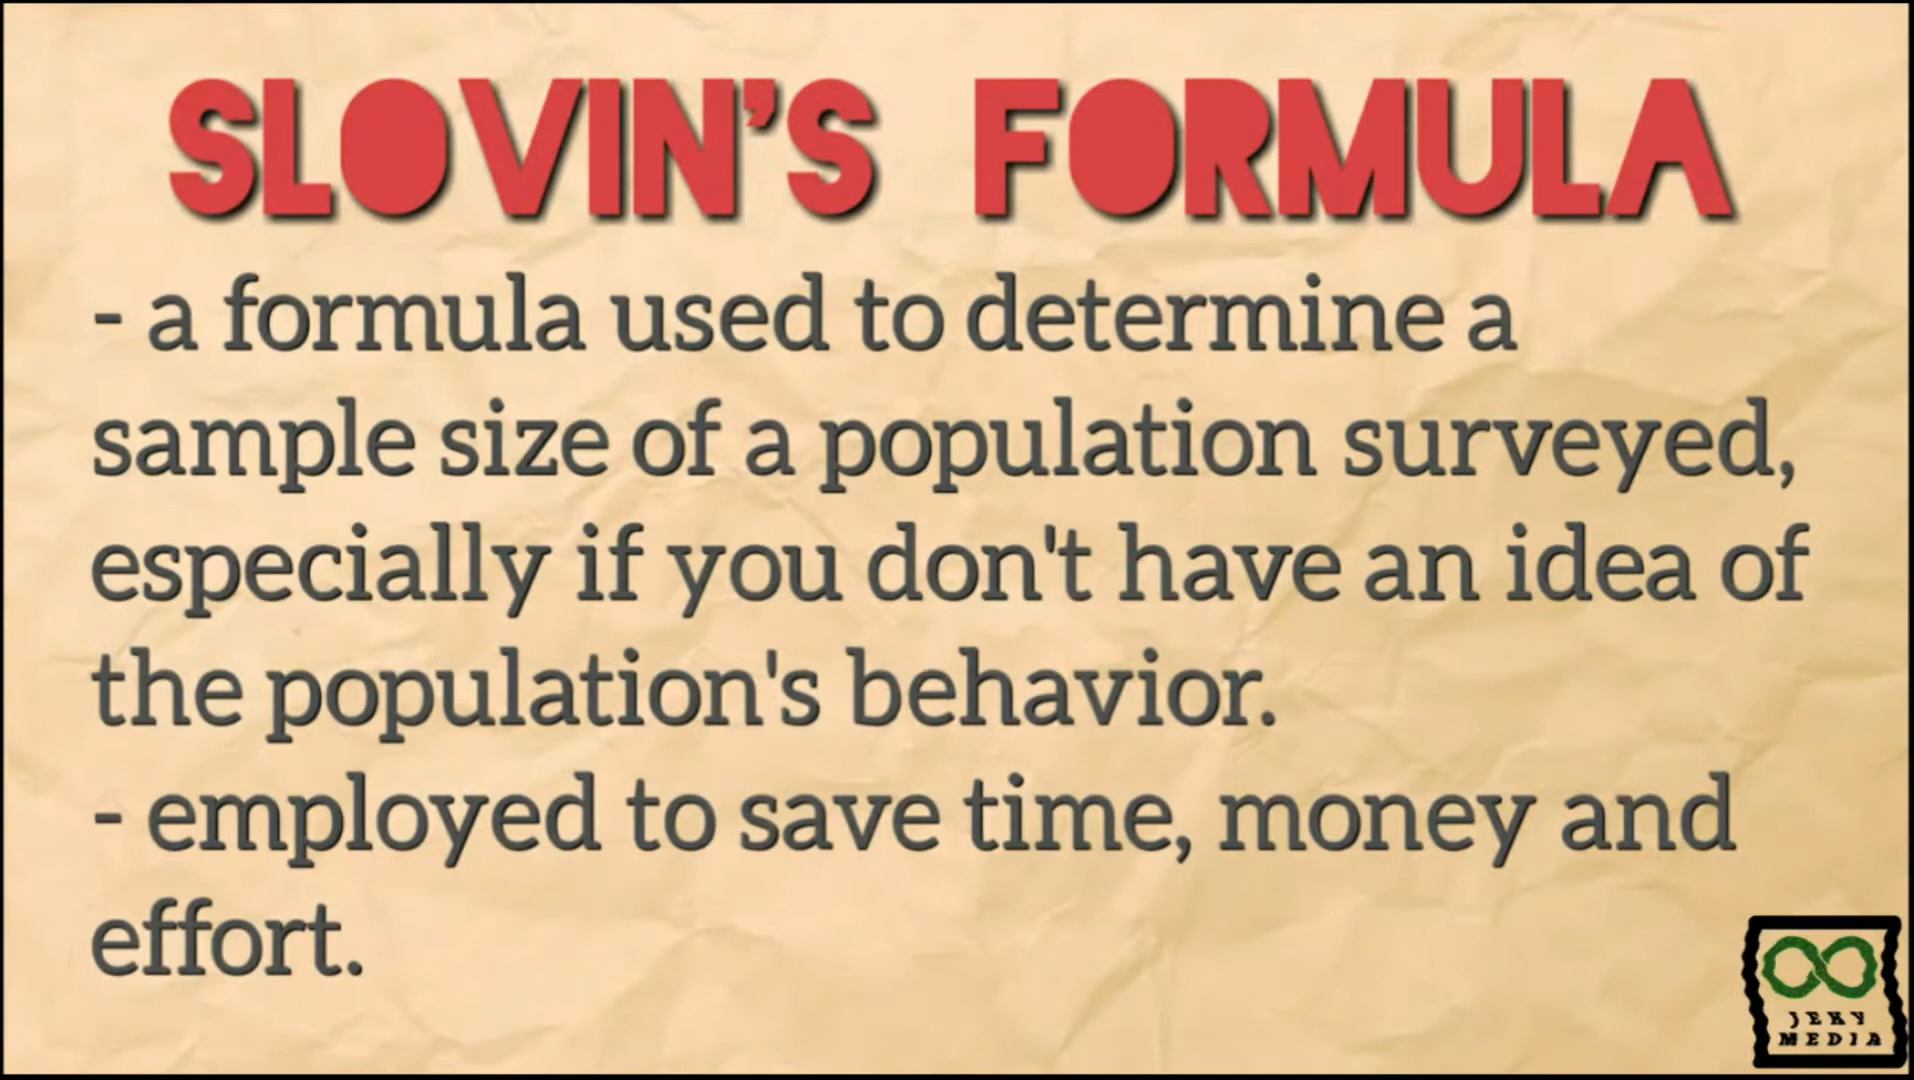 SLOVIN'S FORMULA
- a formula used to determine a
sample size of a population surveyed,
especially if you don't have an idea of
the population's behavior.
- employed to save time, money and
effort.
JEKY
MEDIA